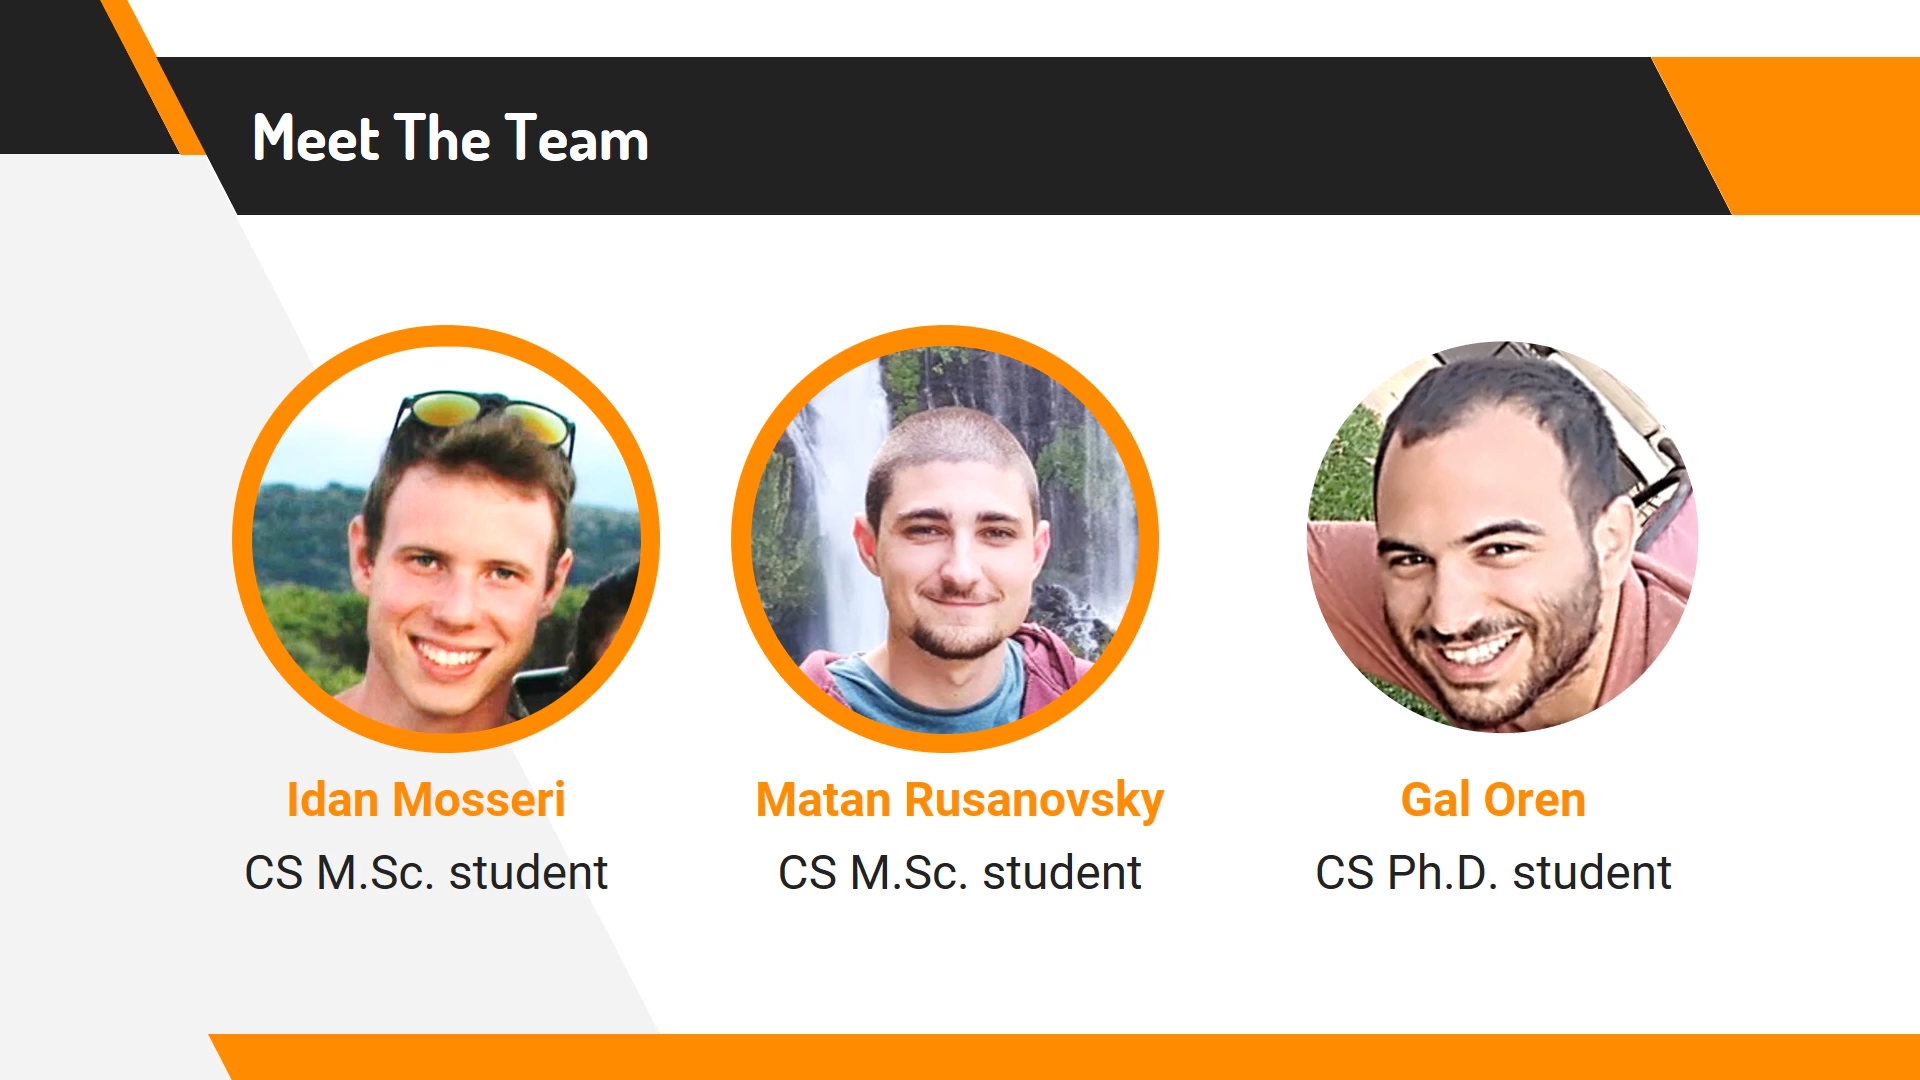 Meet The Team
Idan Mosseri
CS M.Sc. student
Matan Rusanovsky
CS M.Sc. student
Gal Oren
CS Ph.D. student